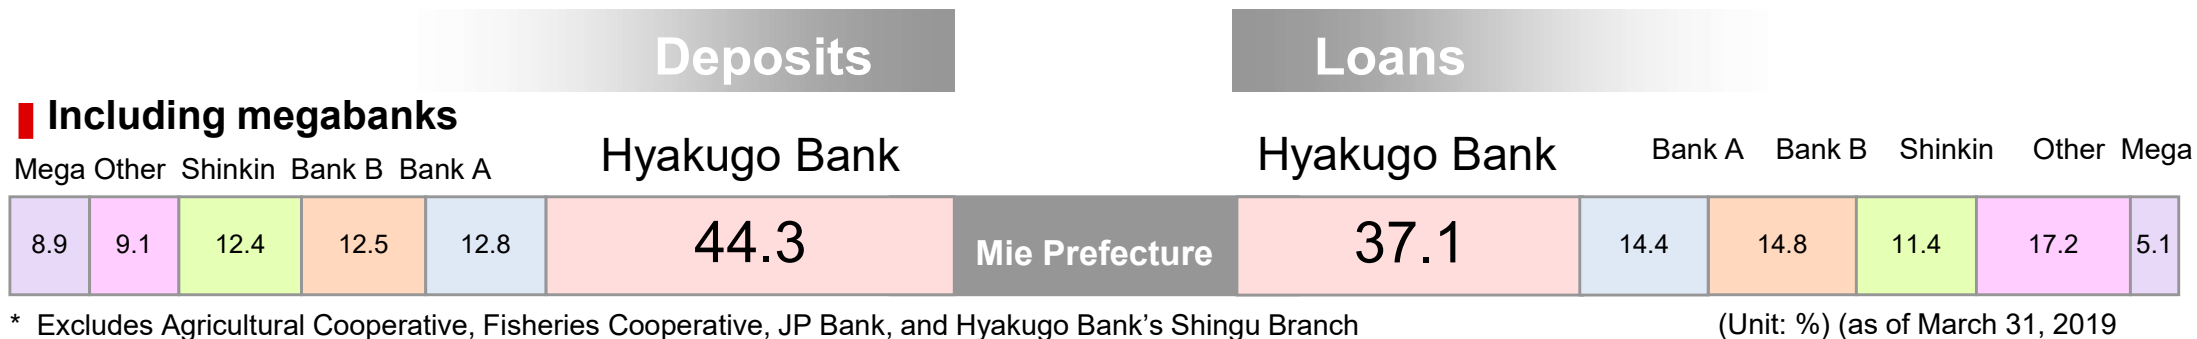 Deposits Loans
Including megabanks
Mega Other Shinkin Bank B Bank A Hyakugo Bank Hyakugo Bank Bank A Bank B Shinkin Other Mega
8.9 9.1 12.4 12.5 12.8 44.3 Mie Prefecture 37.1 14.4 14.8 11.4 17.2 5.1
* Excludes Agricultural Cooperative, Fisheries Cooperative, JP Bank, and Hyakugo Bank’s Shingu Branch (Unit: %) (as of March 31, 2019